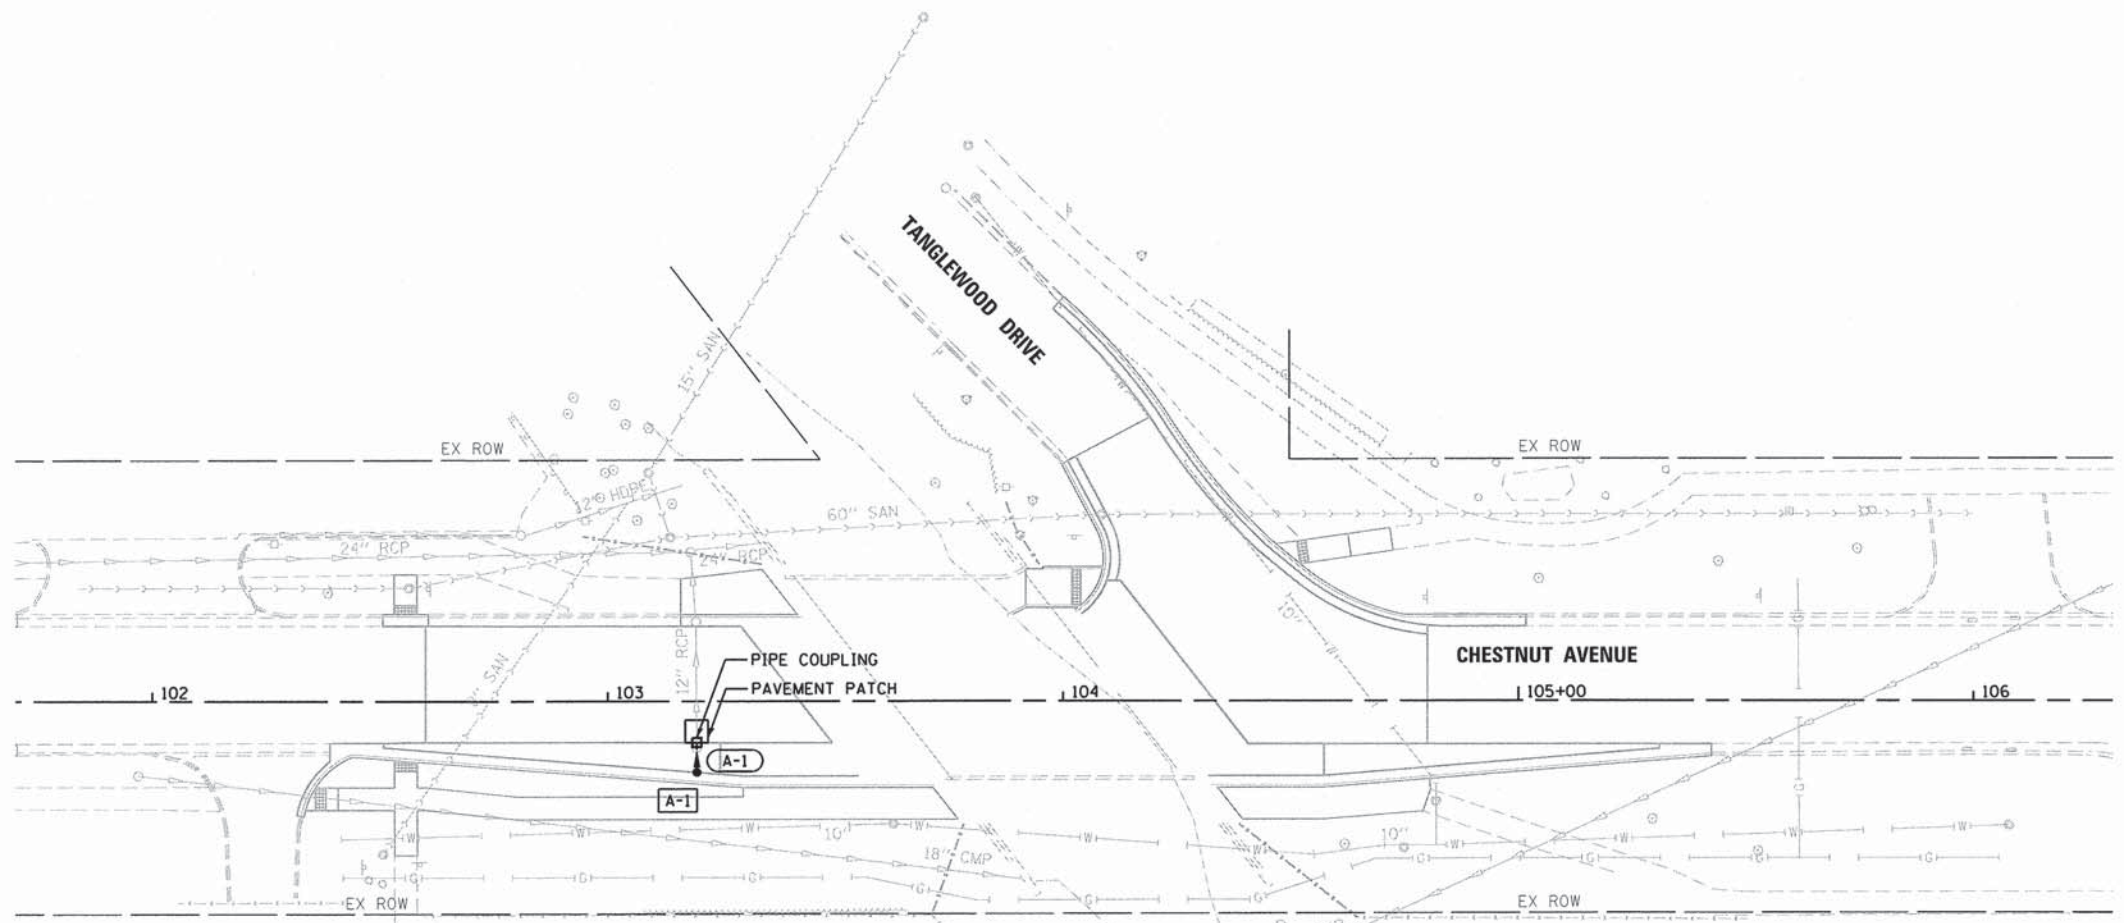 TANGLEWOOD DRIVE
15" SAN
EX ROW
EX ROW
12" HDPE
60" SAN
24" RCP
24" RCP
10"
W
W
W
12" RCP
SAN
PIPE COUPLING
PAVEMENT PATCH
CHESTNUT AVENUE
102
103
104
105+00
106
A-1
A-1
G
G
W
W
W
10"
W
W
W
10"
W
W
W
18" CMP
G
G
G
G
G
G
G
G
G
EX ROW
EX ROW